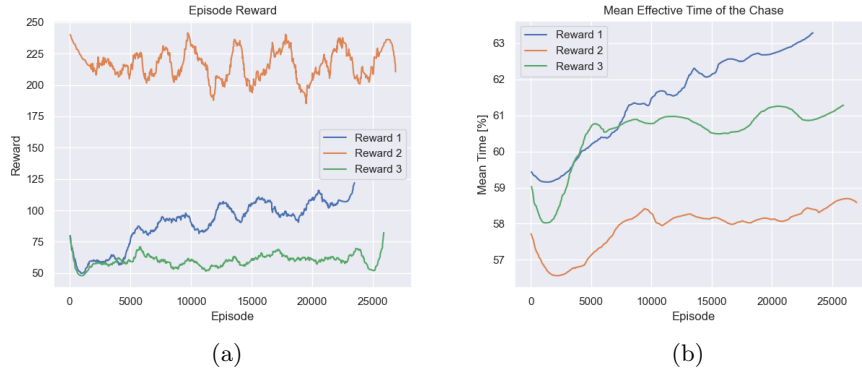 Episode Reward
250
225
200
175
150
125
100
75
50
Reward
Reward 1
Reward 2
Reward 3
0
5000
10000
15000
20000
25000
Episode
(a)
Mean Effective Time of the Chase
63
62
61
60
59
58
57
Mean Time [%]
Reward 1
Reward 2
Reward 3
0
5000
10000
15000
20000
25000
Episode
(b)